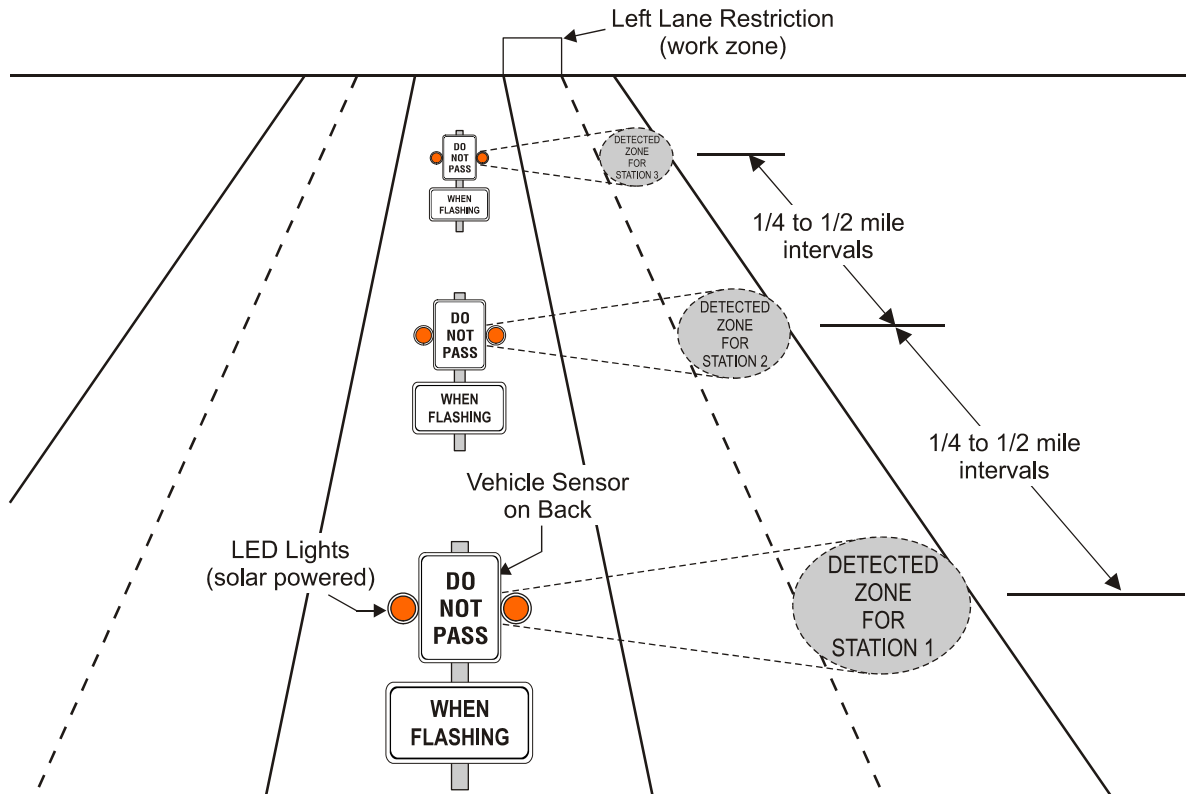 Left Lane Restriction
(work zone)
DO
NOT
PASS
WHEN
FLASHING
DETECTED
ZONE
FOR
STATION 3
1/4 to 1/2 mile
intervals
DO
NOT
PASS
WHEN
FLASHING
DETECTED
ZONE
FOR
STATION 2
1/4 to 1/2 mile
intervals
Vehicle Sensor
on Back
LED Lights
(solar powered)
DO
NOT
PASS
WHEN
FLASHING
DETECTED
ZONE
FOR
STATION 1